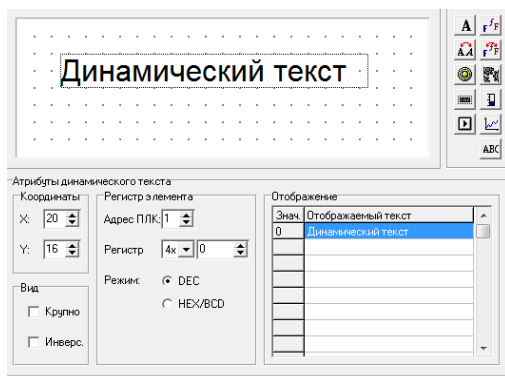 Динамический текст
A
ABC
Атрибуты динамического текста
Координаты
X: 20
Y: 16
Вид
Крупно
Инверс.
Регистр элемента
Адрес ПЛК: 1
Регистр 4x 0
Режим: DEC
HEX/BCD
Отображение
Знач. Отображаемый текст
0 Динамический текст